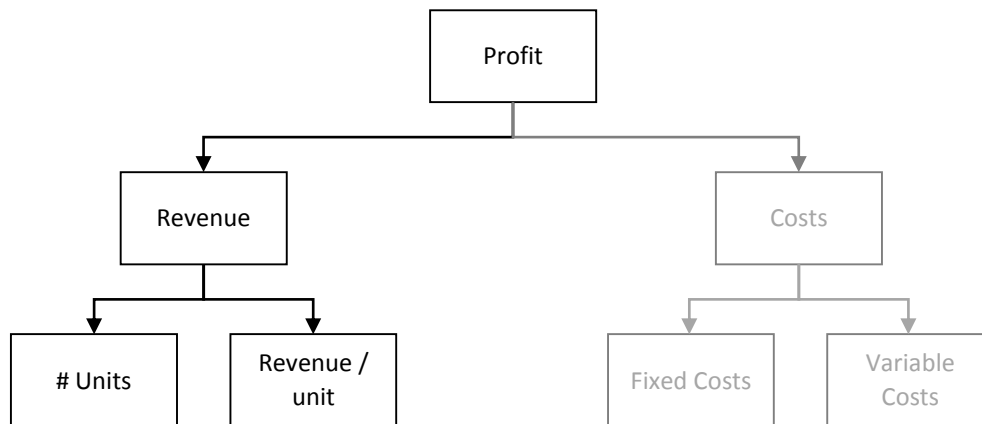 Profit
Revenue
Costs
# Units
Revenue /
unit
Fixed Costs
Variable
Costs